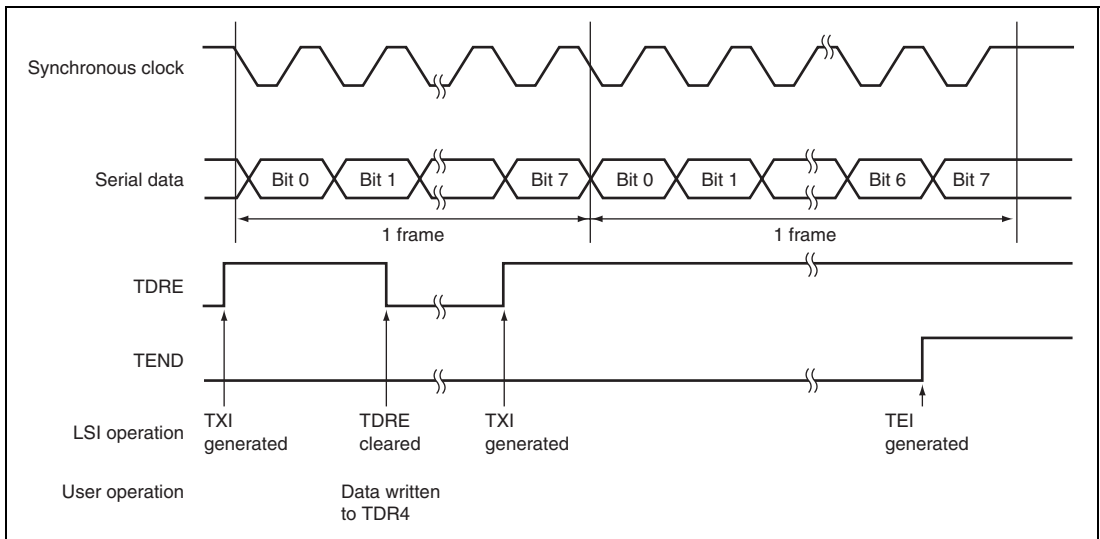 Synchronous clock
Serial data
Bit 0
Bit 1
Bit 7
Bit 0
Bit 1
Bit 6
Bit 7
1 frame
1 frame
TDRE
TEND
LSI operation
TXI
generated
TDRE
cleared
TXI
generated
TEI
generated
User operation
Data written
to TDR4